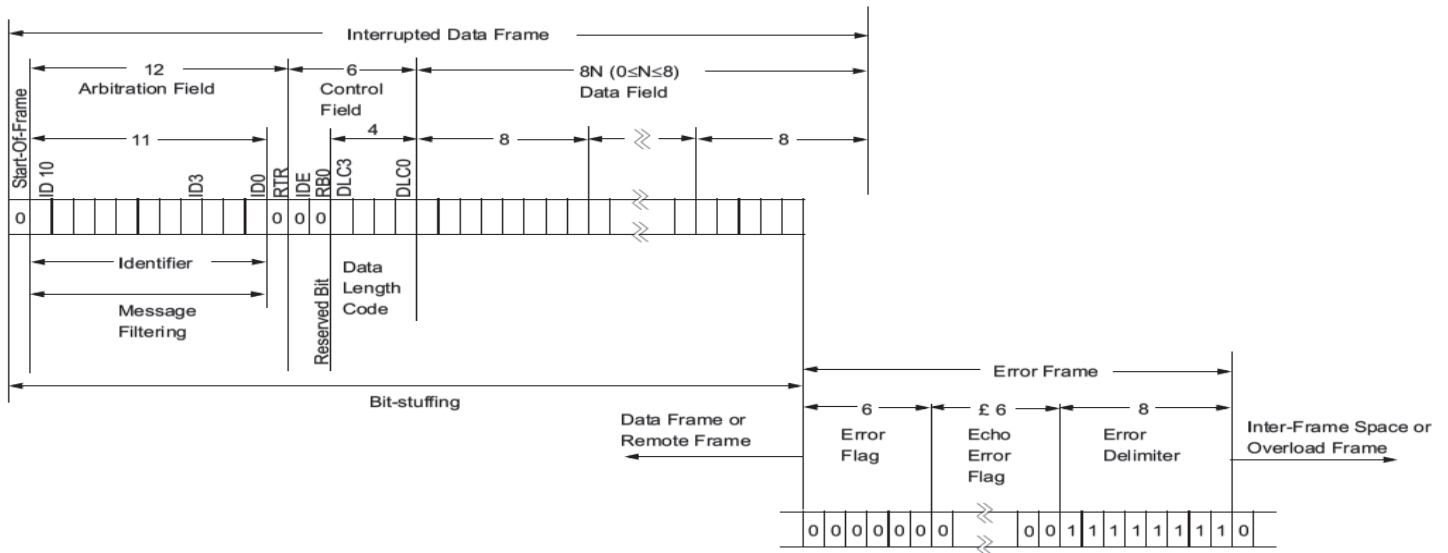 Interrupted Data Frame
12
Arbitration Field
6
Control
Field
8N (0≤N≤8)
Data Field
Start-Of-Frame
11
4
8
8
ID 10
ID3
ID0
RTR
IDE
RB0
DLC3
DLC0
0
0
0 0
Identifier
Message
Filtering
Reserved Bit
Data
Length
Code
Bit-stuffing
Error Frame
Data Frame or
Remote Frame
6
Error
Flag
£ 6
Echo
Error
Flag
8
Error
Delimiter
Inter-Frame Space or
Overload Frame
0 0 0 0 0 0 0 0 0 1 1 1 1 1 1 1 1 0